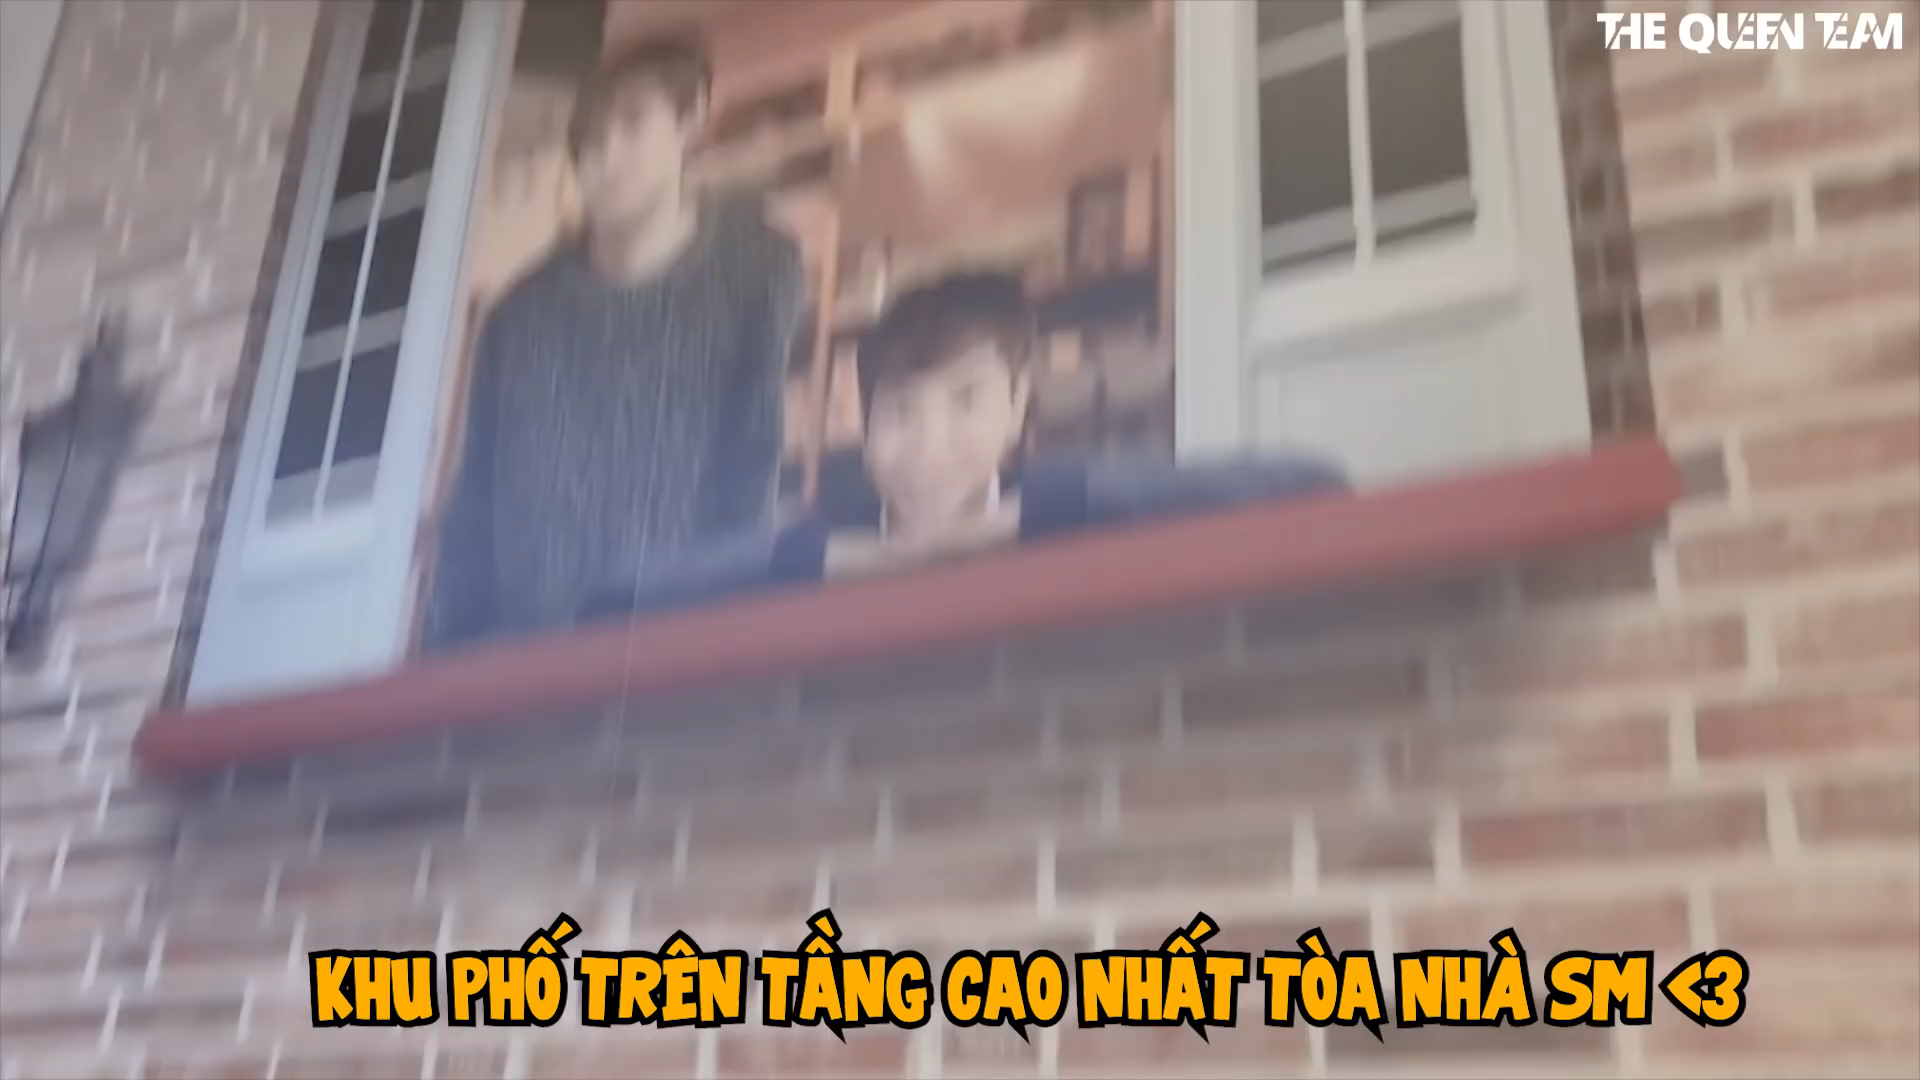 THE QUEEN TEAM
KHU PHỐ TRÊN TẦNG CAO NHẤT TÒA NHÀ SM <3